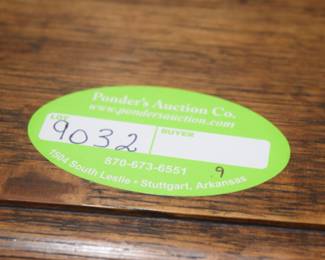 Ponder's Auction Co.
www.pondersauction.com
LOT BUYER
9032
870-673-6551
9
1504 South Leslie • Stuttgart, Arkansas